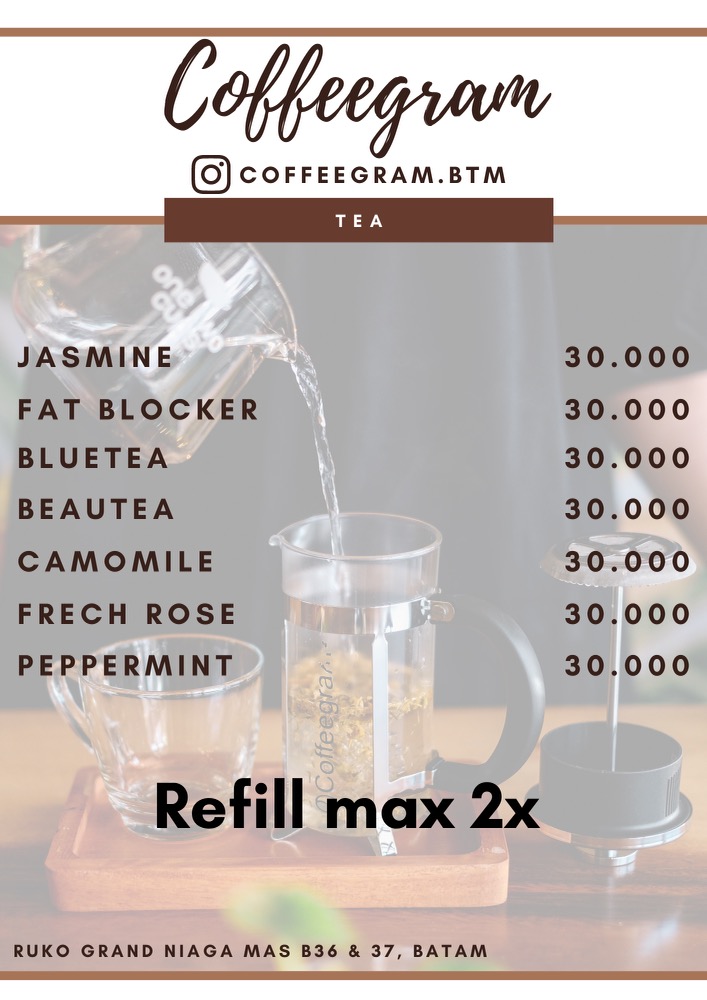 Coffeegram
COFFEEGRAM.BTM
TEA
JASMINE 30.000
FAT BLOCKER 30.000
BLUETEA 30.000
BEAUTEA 30.000
CAMOMILE 30.000
FRECH ROSE 30.000
PEPPERMINT 30.000
@Coffeegram
Refill max 2x
RUKO GRAND NIAGA MAS B36 & 37, BATAM